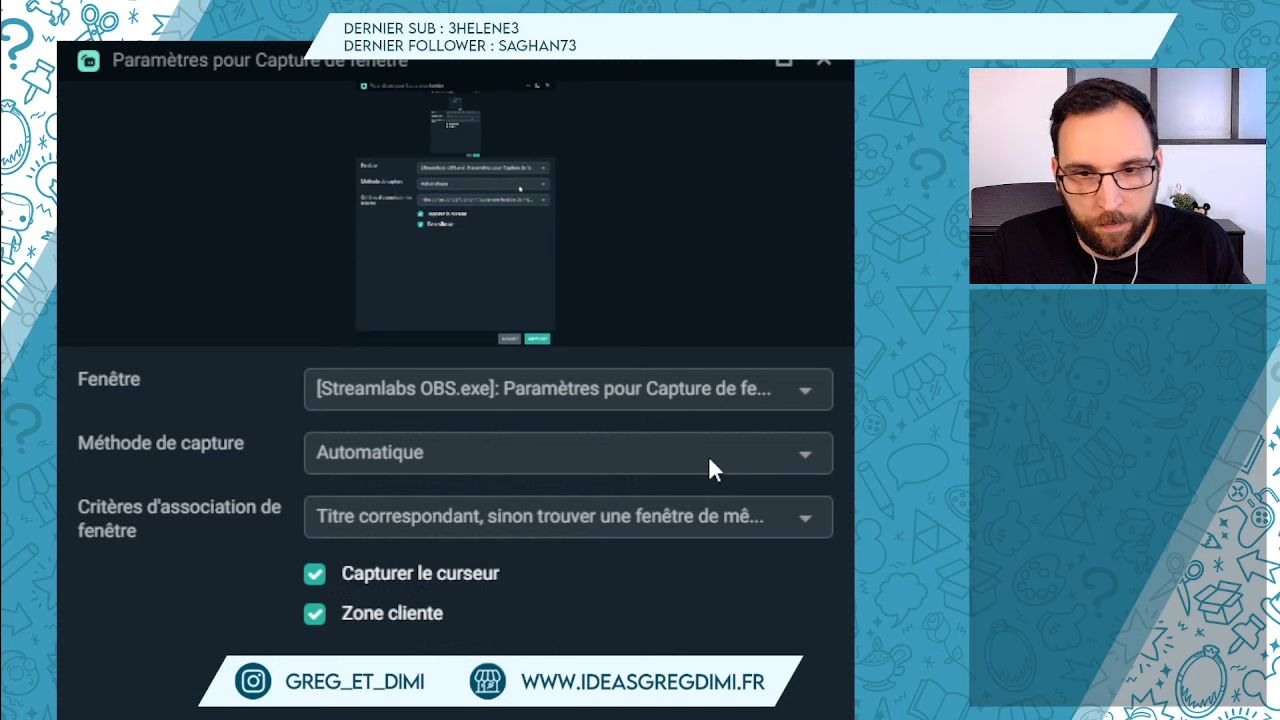 DERNIER SUB : 3HELENE3
DERNIER FOLLOWER : SAGHAN73
Paramètres pour Capture de fenêtre
Fenêtre
[Streamlabs OBS.exe]: Paramètres pour Capture de fe...
Méthode de capture
Automatique
Critères d'association de
fenêtre
Titre correspondant, sinon trouver une fenêtre de mê...
Capturer le curseur
Zone cliente
GREG_ET_DIMI
WWW.IDEASGREGDIMI.FR